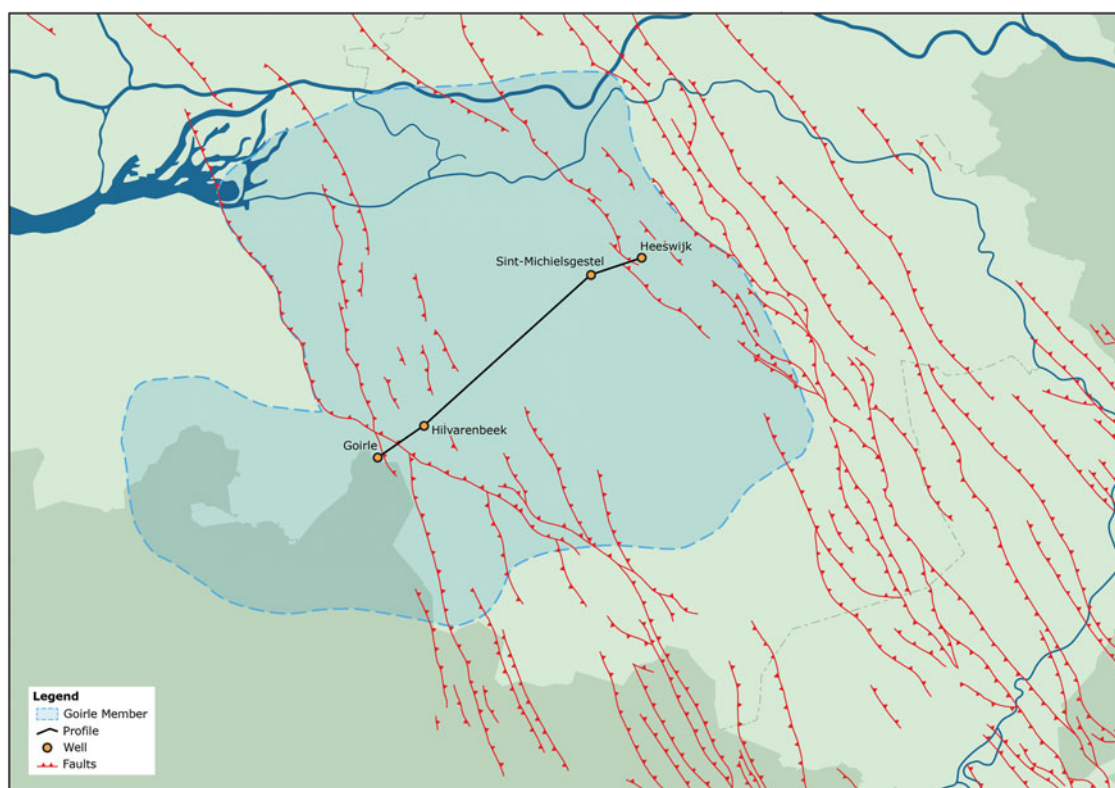 Heeswijk
Sint-Michielsgestel
Hilvarenbeek
Goirle
Legend
Goirle Member
Profile
Well
Faults